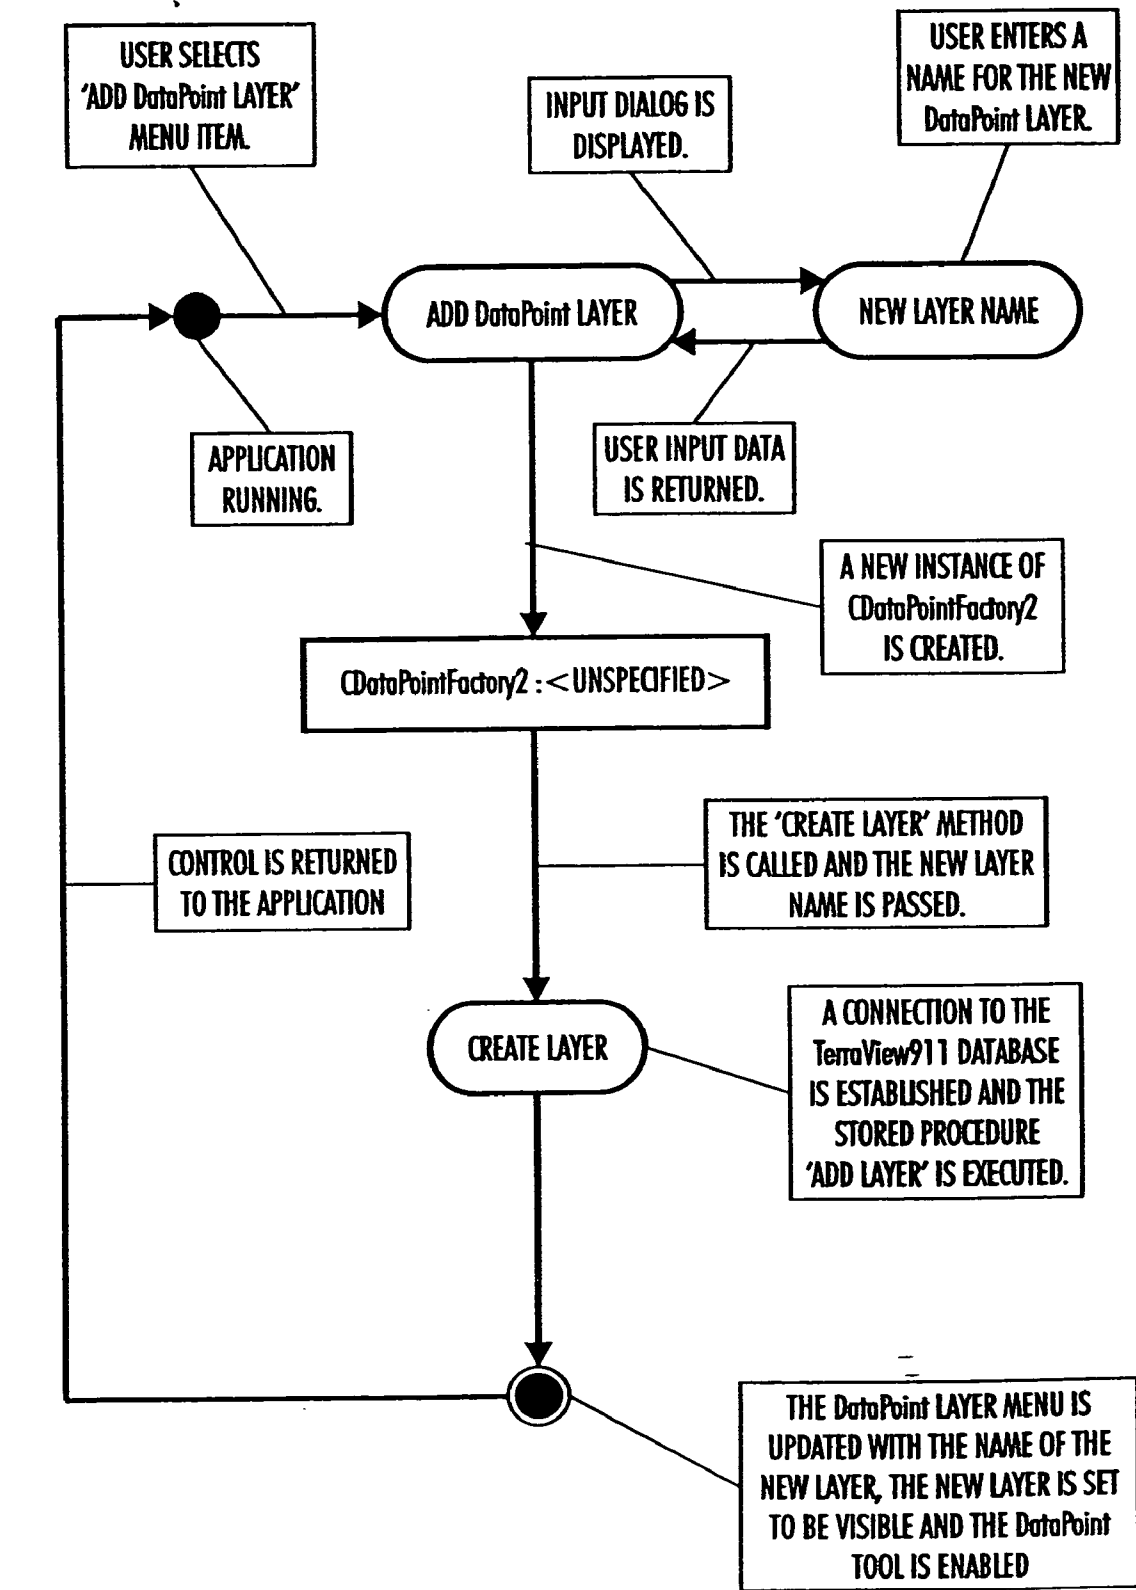 USER SELECTS
'ADD DataPoint LAYER'
MENU ITEM.
INPUT DIALOG IS
DISPLAYED.
USER ENTERS A
NAME FOR THE NEW
DataPoint LAYER.
ADD DataPoint LAYER
NEW LAYER NAME
APPLICATION
RUNNING.
USER INPUT DATA
IS RETURNED.
A NEW INSTANCE OF
CDataPointFactory2
IS CREATED.
CDataPointFactory2 : <UNSPECIFIED>
CONTROL IS RETURNED
TO THE APPLICATION
THE 'CREATE LAYER' METHOD
IS CALLED AND THE NEW LAYER
NAME IS PASSED.
CREATE LAYER
A CONNECTION TO THE
TerraView911 DATABASE
IS ESTABLISHED AND THE
STORED PROCEDURE
'ADD LAYER' IS EXECUTED.
THE DataPoint LAYER MENU IS
UPDATED WITH THE NAME OF THE
NEW LAYER, THE NEW LAYER IS SET
TO BE VISIBLE AND THE DataPoint
TOOL IS ENABLED